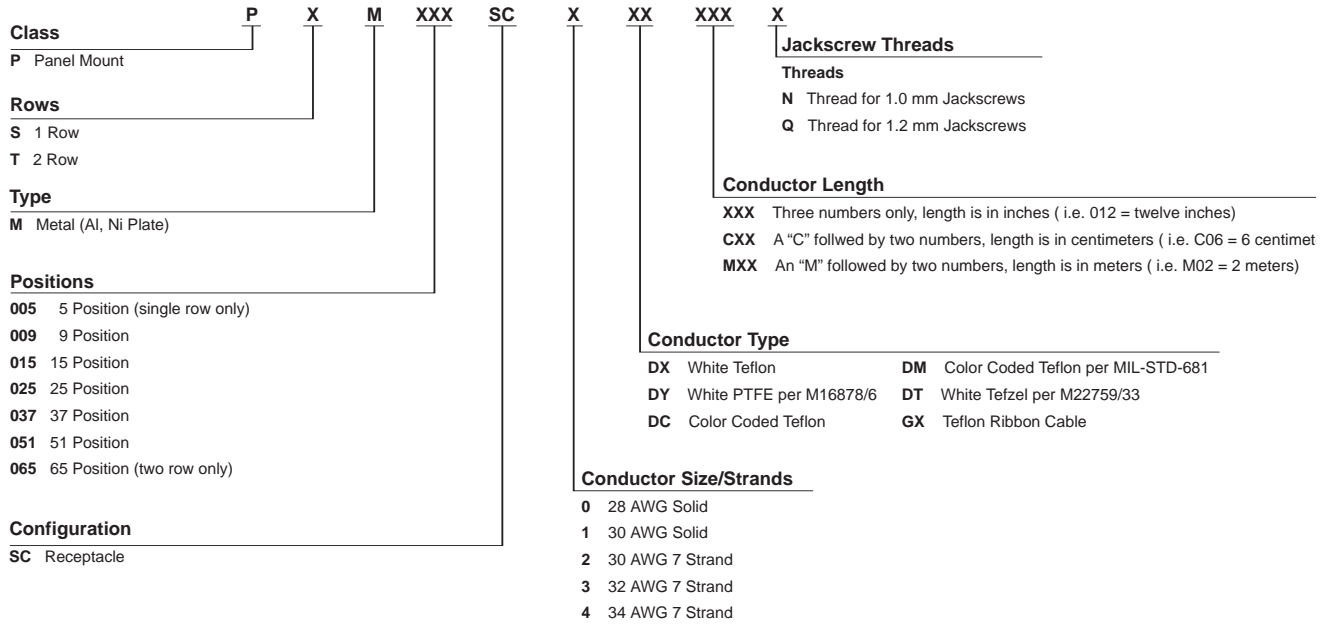 P X M XXX SC X XX XXX X
Class
P Panel Mount
Rows
S 1 Row
T 2 Row
Type
M Metal (Al, Ni Plate)
Positions
005 5 Position (single row only)
009 9 Position
015 15 Position
025 25 Position
037 37 Position
051 51 Position
065 65 Position (two row only)
Configuration
SC Receptacle
Jackscrew Threads
Threads
N Thread for 1.0 mm Jackscrews
Q Thread for 1.2 mm Jackscrews
Conductor Length
XXX Three numbers only, length is in inches ( i.e. 012 = twelve inches)
CXX A “C” follwed by two numbers, length is in centimeters ( i.e. C06 = 6 centimet
MXX An “M” followed by two numbers, length is in meters ( i.e. M02 = 2 meters)
Conductor Type
DX White Teflon
DY White PTFE per M16878/6
DC Color Coded Teflon
DM Color Coded Teflon per MIL-STD-681
DT White Tefzel per M22759/33
GX Teflon Ribbon Cable
Conductor Size/Strands
0 28 AWG Solid
1 30 AWG Solid
2 30 AWG 7 Strand
3 32 AWG 7 Strand
4 34 AWG 7 Strand